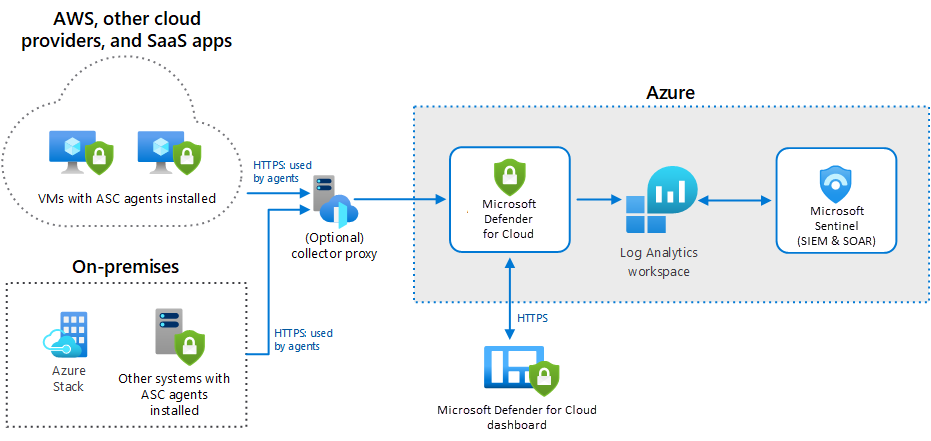 AWS, other cloud
providers, and SaaS apps
VMs with ASC agents installed
HTTPS: used
by agents
(Optional)
collector proxy
On-premises
Azure
Stack
Other systems with
ASC agents
installed
HTTPS: used
by agents
Azure
Microsoft
Defender
for Cloud
Log Analytics
workspace
Microsoft
Sentinel
(SIEM & SOAR)
HTTPS
Microsoft Defender for Cloud
dashboard